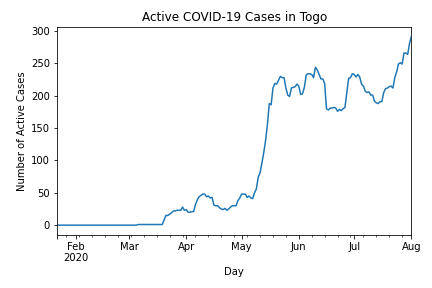 Active COVID-19 Cases in Togo
Number of Active Cases
300
250
200
150
100
50
0
Feb Mar Apr May Jun Jul Aug
2020
Day